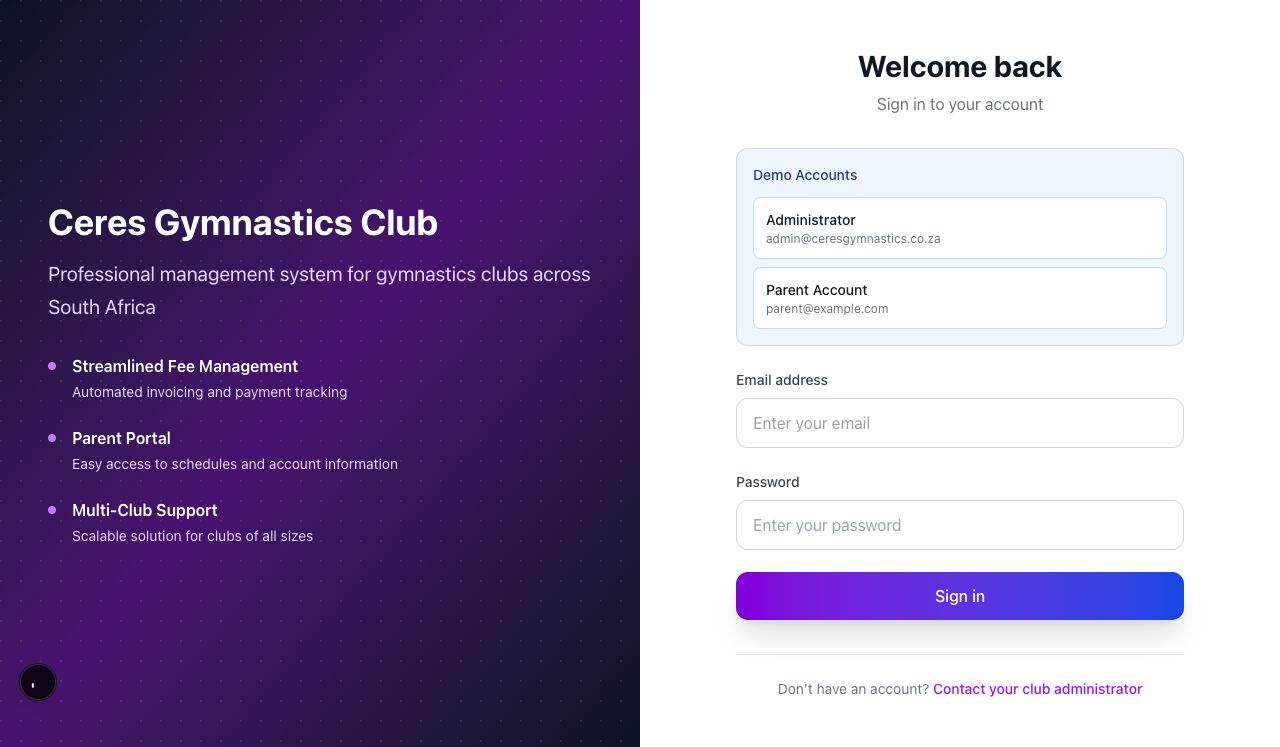 Ceres Gymnastics Club
Professional management system for gymnastics clubs across
South Africa
Streamlined Fee Management
Automated invoicing and payment tracking
Parent Portal
Easy access to schedules and account information
Multi-Club Support
Scalable solution for clubs of all sizes
Welcome back
Sign in to your account
Demo Accounts
Administrator
admin@ceresgymnastics.co.za
Parent Account
parent@example.com
Email address
Enter your email
Password
Enter your password
Sign in
Don't have an account? Contact your club administrator